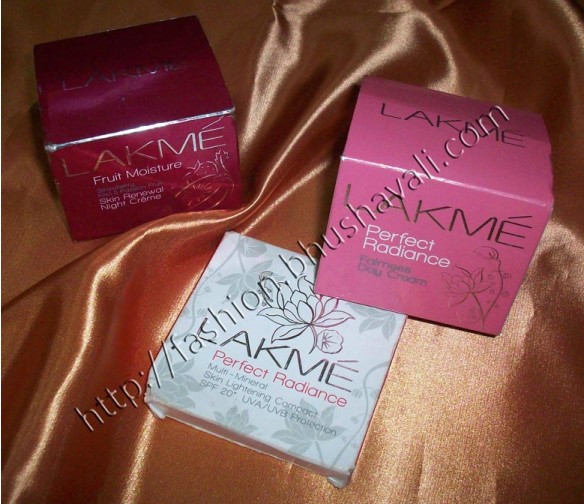 LAKMÉ
LAKMÉ
Fruit Moisture
Skin Renewal
Night Crème
LAKMÉ
LAKMÉ
Perfect
Radiance
Fairness
Day Cream
LAKMÉ
Perfect Radiance
Multi-Mineral
Skin Lightening Compact
SPF 20* UVA/UVB Protection
http://fashion.bhushavali.com